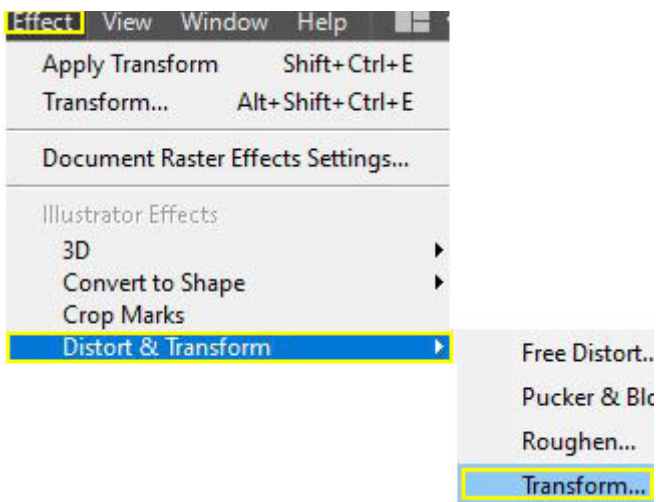 Effect View Window Help
Apply Transform Shift+Ctrl+E
Transform... Alt+Shift+Ctrl+E
Document Raster Effects Settings...
Illustrator Effects
3D
Convert to Shape
Crop Marks
Distort & Transform
Free Distort..
Pucker &
Roughen...
Transform...